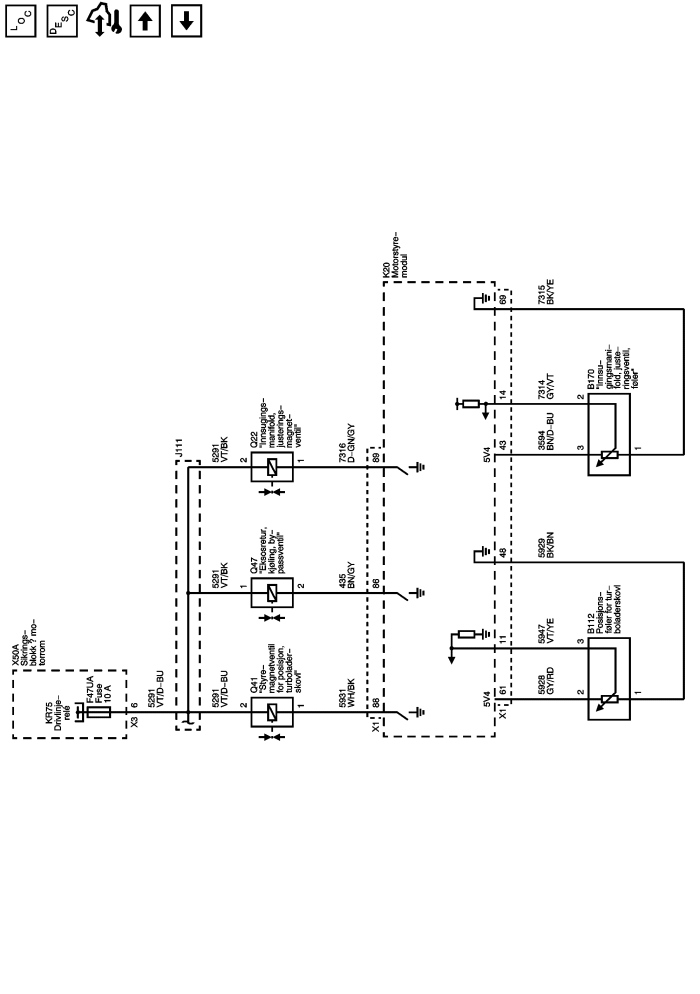 LOC
DESC
X50A
Sikrings–
blokk ? mo–
torrom
KR75
Drivlinje–
relé
F47UA
Fuse
10 A
X3
6
5291
VT/D–BU
J111
5291
VT/D–BU
2
Q41
"Styre–
magnetventil
for posisjon,
turbolader–
skovl"
1
5931
WH/BK
88
X1
5291
VT/BK
1
Q47
"Eksosretur,
kjøling, by–
passventil"
2
435
BN/GY
86
5291
VT/BK
2
Q22
"Innsugings–
manifold,
justerings–
magnet–
ventil"
1
7316
D–GN/GY
89
K20
Motorstyre–
modul
5V4
61
X1
11
48
5V4
43
14
69
5928
GY/RD
5947
VT/YE
5929
BK/BN
3594
BN/D–BU
7314
GY/VT
7315
BK/YE
B112
Posisjons–
føler for tur–
boladerskovl
2
3
1
B170
"Innsu–
gingsmani–
fold, juste–
ringsventil,
føler"
3
2
1